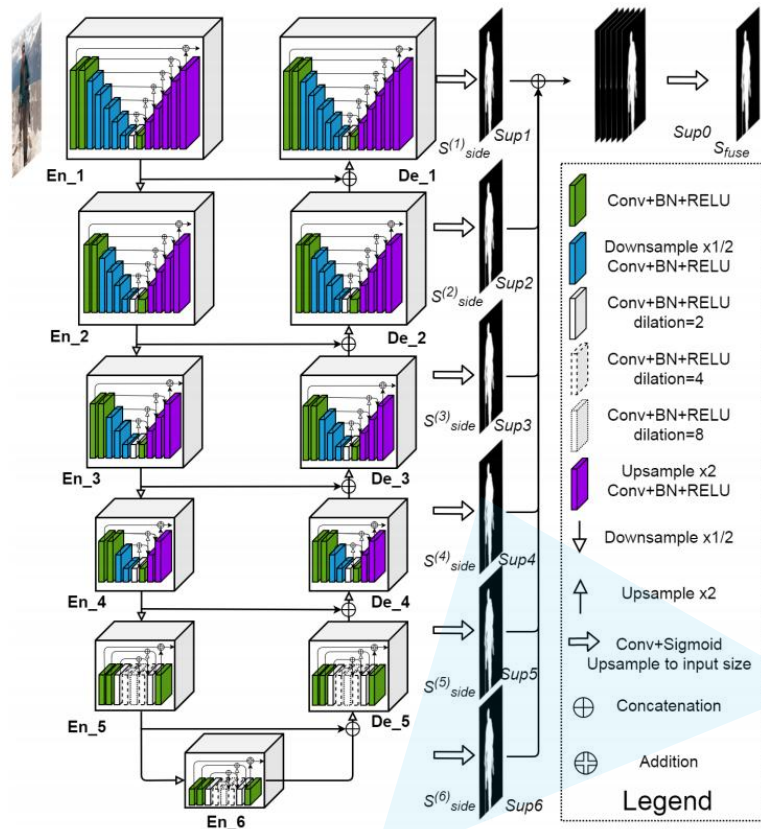 En_1
De_1
S(1)side
Sup1
Sup0
Sfuse
En_2
De_2
S(2)side
Sup2
En_3
De_3
S(3)side
Sup3
En_4
De_4
S(4)side
Sup4
En_5
De_5
S(5)side
Sup5
En_6
S(6)side
Sup6
Conv+BN+RELU
Downsample x1/2
Conv+BN+RELU
Conv+BN+RELU
dilation=2
Conv+BN+RELU
dilation=4
Conv+BN+RELU
dilation=8
Upsample x2
Conv+BN+RELU
Downsample x1/2
Upsample x2
Conv+Sigmoid
Upsample to input size
Concatenation
Addition
Legend